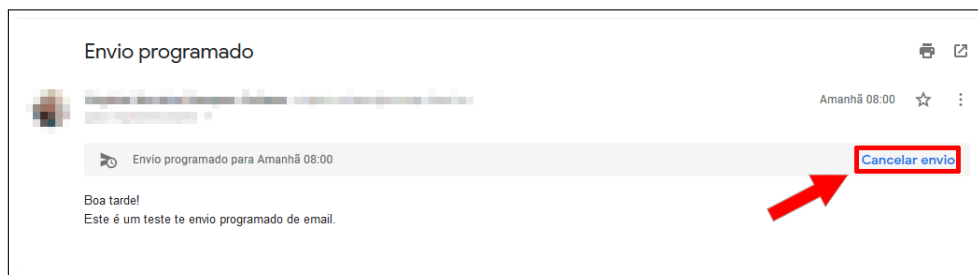 Envio programado
Amanhã 08:00
Envio programado para Amanhã 08:00
Cancelar envio
Boa tarde!
Este é um teste te envio programado de email.